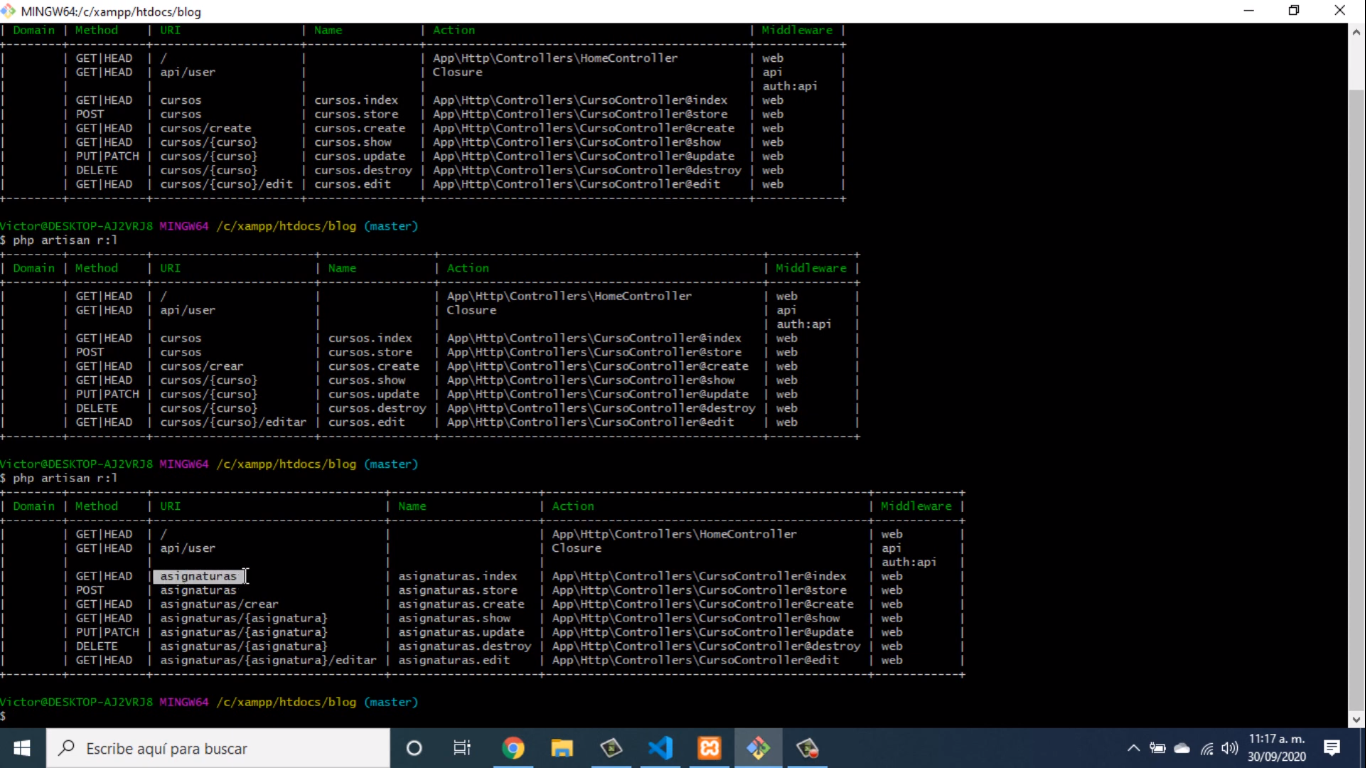 MINGW64:/c/xampp/htdocs/blog
| Domain | Method | URI | Name | Action | Middleware |
| | GET|HEAD | / | | App\Http\Controllers\HomeController | web |
| | GET|HEAD | api/user | | Closure | api |
| | | | | | auth:api |
| | GET|HEAD | cursos | cursos.index | App\Http\Controllers\CursoController@index | web |
| | POST | cursos | cursos.store | App\Http\Controllers\CursoController@store | web |
| | GET|HEAD | cursos/create | cursos.create | App\Http\Controllers\CursoController@create | web |
| | GET|HEAD | cursos/{curso} | cursos.show | App\Http\Controllers\CursoController@show | web |
| | PUT|PATCH | cursos/{curso} | cursos.update | App\Http\Controllers\CursoController@update | web |
| | DELETE | cursos/{curso} | cursos.destroy | App\Http\Controllers\CursoController@destroy | web |
| | GET|HEAD | cursos/{curso}/edit | cursos.edit | App\Http\Controllers\CursoController@edit | web |
Victor@DESKTOP-AJ2VRJ8 MINGW64 /c/xampp/htdocs/blog (master)
$ php artisan r:l
| Domain | Method | URI | Name | Action | Middleware |
| | GET|HEAD | / | | App\Http\Controllers\HomeController | web |
| | GET|HEAD | api/user | | Closure | api |
| | | | | | auth:api |
| | GET|HEAD | cursos | cursos.index | App\Http\Controllers\CursoController@index | web |
| | POST | cursos | cursos.store | App\Http\Controllers\CursoController@store | web |
| | GET|HEAD | cursos/crear | cursos.create | App\Http\Controllers\CursoController@create | web |
| | GET|HEAD | cursos/{curso} | cursos.show | App\Http\Controllers\CursoController@show | web |
| | PUT|PATCH | cursos/{curso} | cursos.update | App\Http\Controllers\CursoController@update | web |
| | DELETE | cursos/{curso} | cursos.destroy | App\Http\Controllers\CursoController@destroy | web |
| | GET|HEAD | cursos/{curso}/editar | cursos.edit | App\Http\Controllers\CursoController@edit | web |
Victor@DESKTOP-AJ2VRJ8 MINGW64 /c/xampp/htdocs/blog (master)
$ php artisan r:l
| Domain | Method | URI | Name | Action | Middleware |
| | GET|HEAD | / | | App\Http\Controllers\HomeController | web |
| | GET|HEAD | api/user | | Closure | api |
| | | | | | auth:api |
| | GET|HEAD | asignaturas | asignaturas.index | App\Http\Controllers\CursoController@index | web |
| | POST | asignaturas | asignaturas.store | App\Http\Controllers\CursoController@store | web |
| | GET|HEAD | asignaturas/crear | asignaturas.create | App\Http\Controllers\CursoController@create | web |
| | GET|HEAD | asignaturas/{asignatura} | asignaturas.show | App\Http\Controllers\CursoController@show | web |
| | PUT|PATCH | asignaturas/{asignatura} | asignaturas.update | App\Http\Controllers\CursoController@update | web |
| | DELETE | asignaturas/{asignatura} | asignaturas.destroy | App\Http\Controllers\CursoController@destroy | web |
| | GET|HEAD | asignaturas/{asignatura}/editar | asignaturas.edit | App\Http\Controllers\CursoController@edit | web |
Victor@DESKTOP-AJ2VRJ8 MINGW64 /c/xampp/htdocs/blog (master)
$
Escribe aquí para buscar
11:17 a. m.
30/09/2020